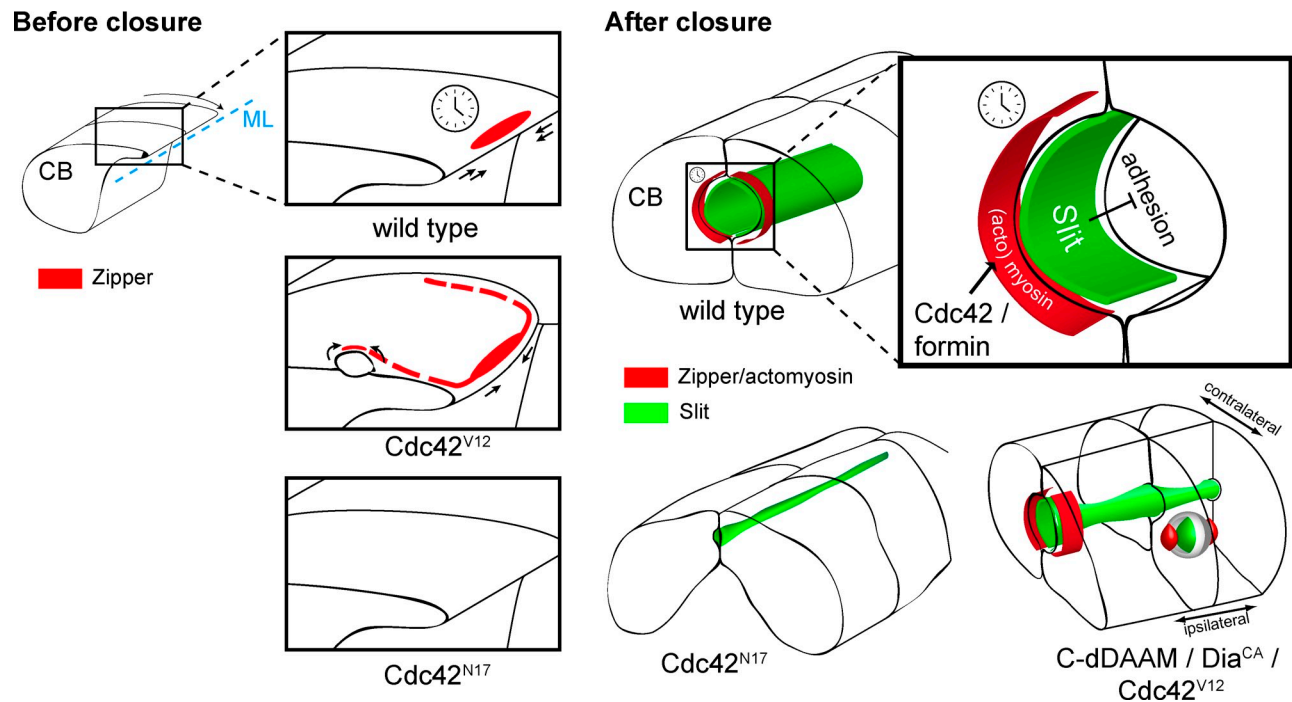 Before closure
ML
CB
wild type
Zipper
Cdc42V12
Cdc42N17
After closure
CB
wild type
adhesion
Slit
(acto) myosin
Cdc42 /
formin
Zipper/actomyosin
Slit
Cdc42N17
contralateral
ipsilateral
C-dDAAM / DiaCA /
Cdc42V12